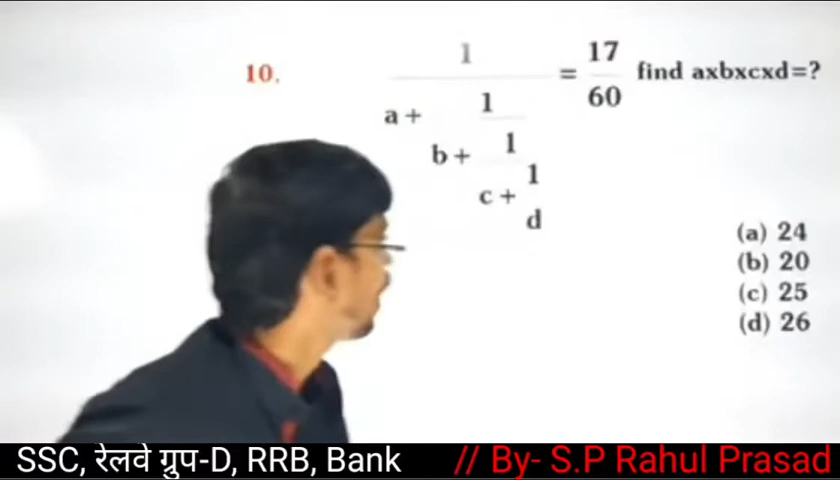 10. 1 / a + 1 / b + 1 / c + 1 / d = 17 / 60 find axbxcxd=?
(a) 24
(b) 20
(c) 25
(d) 26
SSC, रेलवे ग्रुप-D, RRB, Bank // By- S.P Rahul Prasad